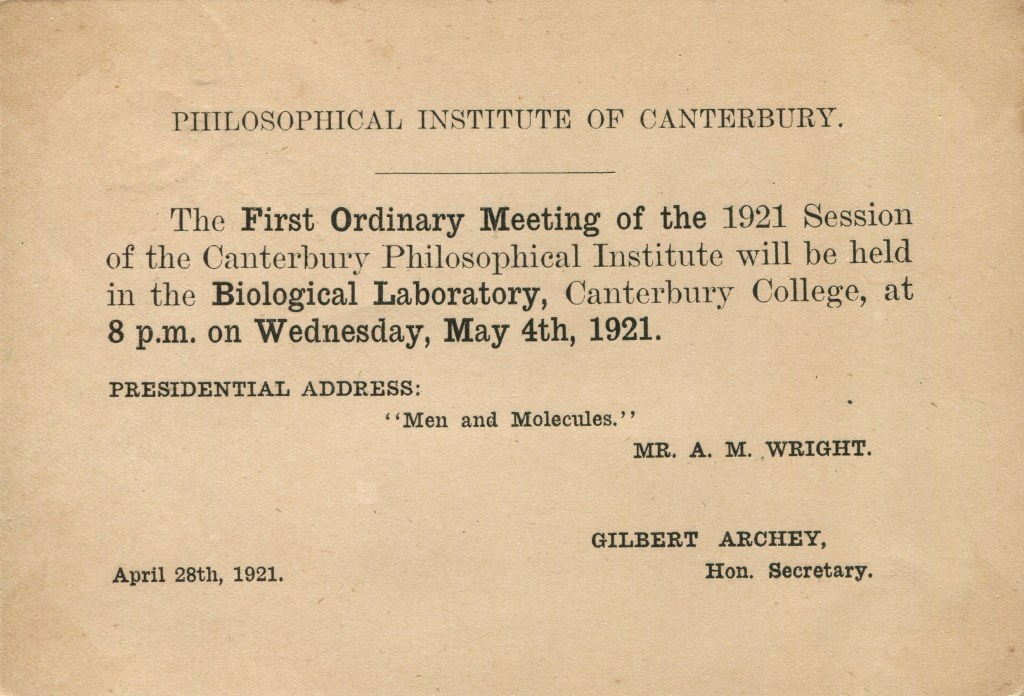 PHILOSOPHICAL INSTITUTE OF CANTERBURY.
The First Ordinary Meeting of the 1921 Session
of the Canterbury Philosophical Institute will be held
in the Biological Laboratory, Canterbury College, at
8 p.m. on Wednesday, May 4th, 1921.
PRESIDENTIAL ADDRESS:
‘‘Men and Molecules.’’
MR. A. M. WRIGHT.
GILBERT ARCHEY,
Hon. Secretary.
April 28th, 1921.